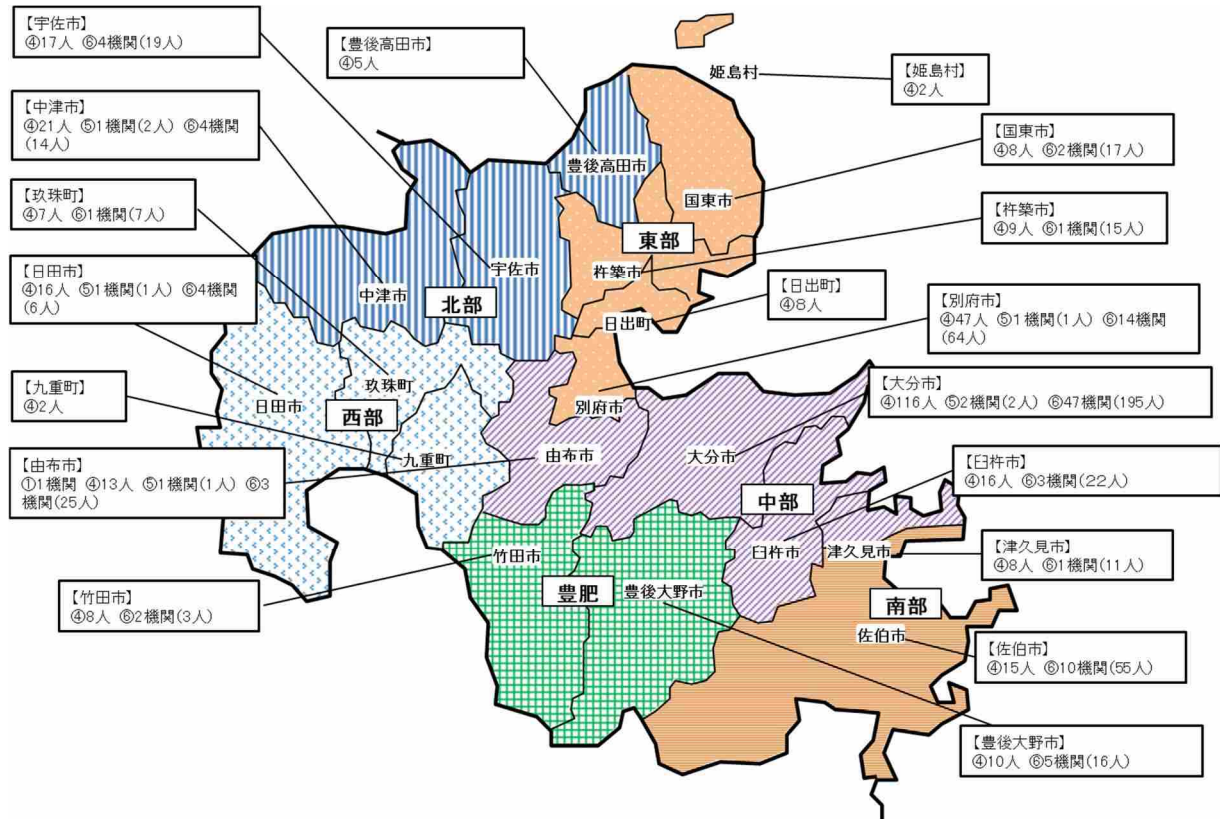 【宇佐市】
④17人 ⑥4機関(19人)
【豊後高田市】
④5人
姫島村
【姫島村】
④2人
【中津市】
④21人 ⑤1機関(2人) ⑥4機関
(14人)
【国東市】
④8人 ⑥2機関(17人)
豊後高田市
【玖珠町】
④7人 ⑥1機関(7人)
国東市
【杵築市】
④9人 ⑥1機関(15人)
東部
【日田市】
④16人 ⑤1機関(1人) ⑥4機関
(6人)
宇佐市
杵築市
中津市
北部
【日出町】
④8人
日出町
【別府市】
④47人 ⑤1機関(1人) ⑥14機関
(64人)
【九重町】
④2人
玖珠町
日田市
西部
別府市
【大分市】
④116人 ⑤2機関(2人) ⑥47機関(195人)
九重町
由布市
大分市
【由布市】
①1機関 ④13人 ⑤1機関(1人) ⑥3
機関(25人)
【臼杵市】
④16人 ⑥3機関(22人)
中部
竹田市
臼杵市
津久見市
【津久見市】
④8人 ⑥1機関(11人)
【竹田市】
④8人 ⑥2機関(3人)
豊肥
豊後大野市
南部
佐伯市
【佐伯市】
④15人 ⑥10機関(55人)
【豊後大野市】
④10人 ⑥5機関(16人)